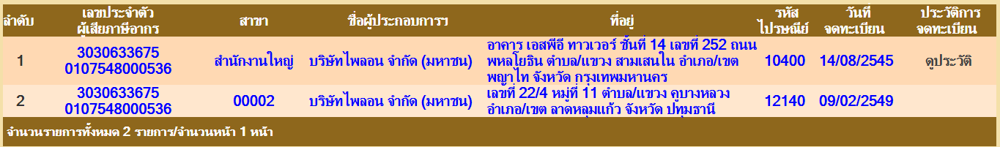 ลำดับ เลขประจำตัว ผู้เสียภาษีอากร สาขา ชื่อผู้ประกอบการฯ ที่อยู่ รหัส ไปรษณีย์ วันที่ จดทะเบียน ประวัติการ จดทะเบียน
1 3030633675 0107548000536 สำนักงานใหญ่ บริษัทไพลอน จำกัด (มหาชน) อาคาร เอสพีอี ทาวเวอร์ ชั้นที่ 14 เลขที่ 252 ถนน พหลโยธิน ตำบล/แขวง สามเสนใน อำเภอ/เขต พญาไท จังหวัด กรุงเทพมหานคร 10400 14/08/2545 ดูประวัติ
2 3030633675 0107548000536 00002 บริษัทไพลอน จำกัด (มหาชน) เลขที่ 22/4 หมู่ที่ 11 ตำบล/แขวง คูบางหลวง อำเภอ/เขต ลาดหลุมแก้ว จังหวัด ปทุมธานี 12140 09/02/2549
จำนวนรายการทั้งหมด 2 รายการ/จำนวนหน้า 1 หน้า